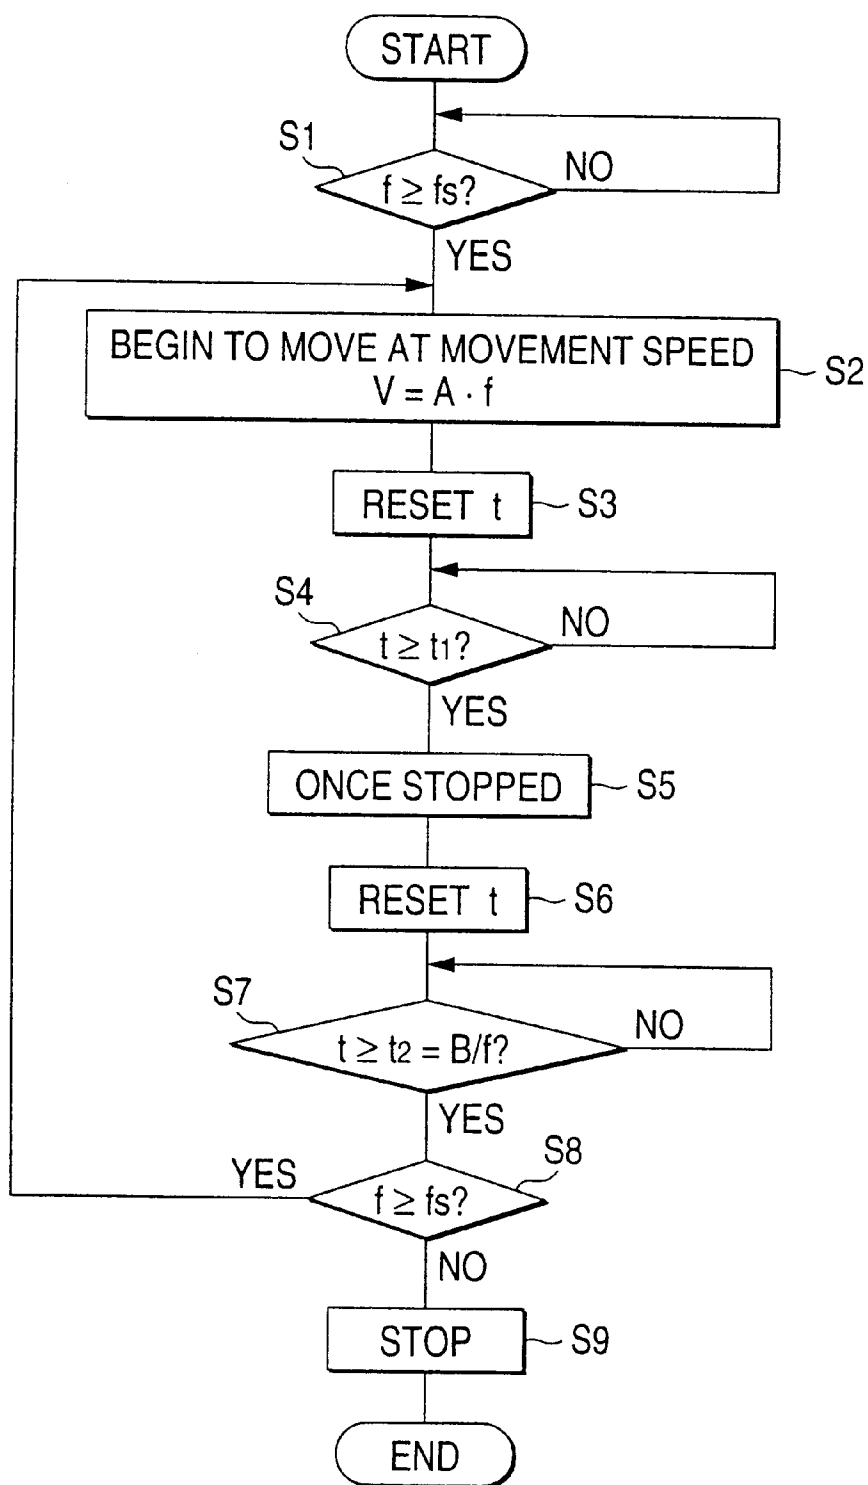 START
S1
f ≥ fs?
NO
YES
BEGIN TO MOVE AT MOVEMENT SPEED
V = A · f
S2
RESET t
S3
S4
t ≥ t1?
NO
YES
ONCE STOPPED
S5
RESET t
S6
S7
t ≥ t2 = B/f?
NO
YES
S8
YES
f ≥ fs?
NO
STOP
S9
END